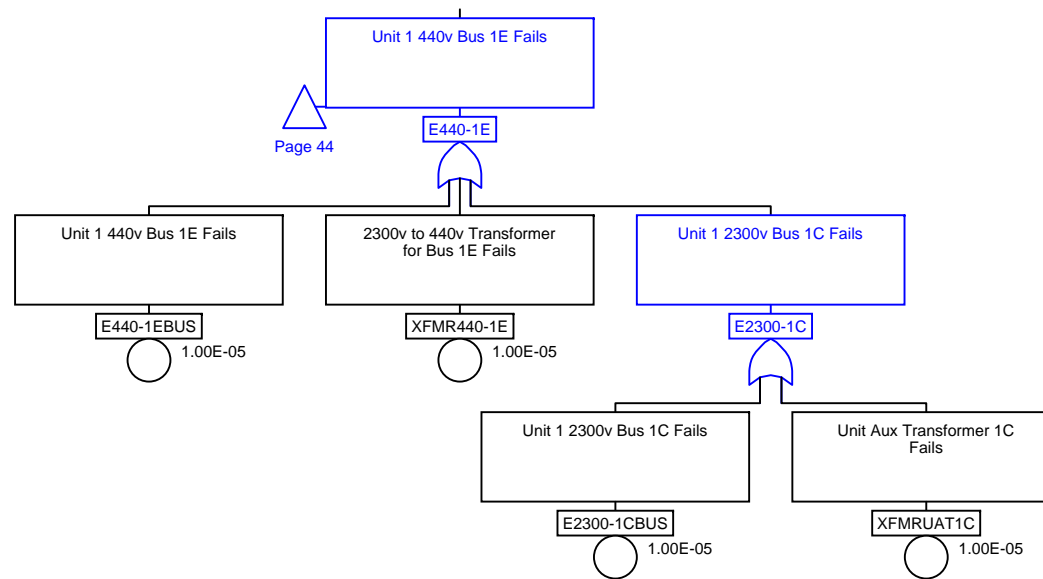 Unit 1 440v Bus 1E Fails
Page 44
E440-1E
Unit 1 440v Bus 1E Fails
2300v to 440v Transformer
for Bus 1E Fails
Unit 1 2300v Bus 1C Fails
E440-1EBUS
XFMR440-1E
E2300-1C
1.00E-05
1.00E-05
Unit 1 2300v Bus 1C Fails
Unit Aux Transformer 1C
Fails
E2300-1CBUS
XFMRUAT1C
1.00E-05
1.00E-05